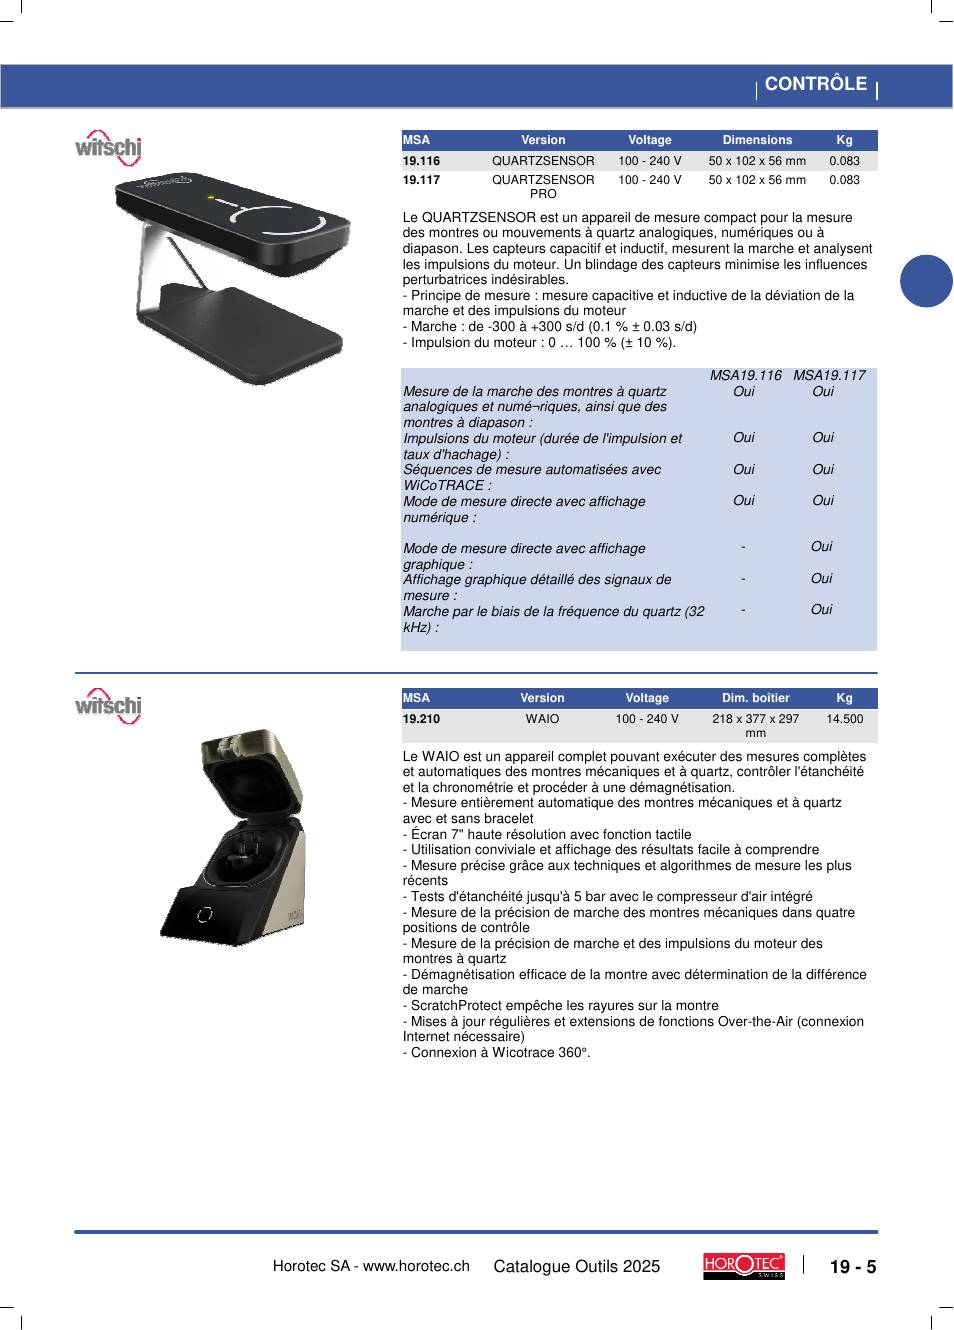 CONTRÔLE
witschi
MSA Version Voltage Dimensions Kg
19.116 QUARTZSENSOR 100 - 240 V 50 x 102 x 56 mm 0.083
19.117 QUARTZSENSOR PRO 100 - 240 V 50 x 102 x 56 mm 0.083
Le QUARTZSENSOR est un appareil de mesure compact pour la mesure
des montres ou mouvements à quartz analogiques, numériques ou à
diapason. Les capteurs capacitif et inductif, mesurent la marche et analysent
les impulsions du moteur. Un blindage des capteurs minimise les influences
perturbatrices indésirables.
- Principe de mesure : mesure capacitive et inductive de la déviation de la
marche et des impulsions du moteur
- Marche : de -300 à +300 s/d (0.1 % ± 0.03 s/d)
- Impulsion du moteur : 0 … 100 % (± 10 %).
MSA19.116 MSA19.117
Mesure de la marche des montres à quartz Oui Oui
analogiques et numé¬riques, ainsi que des
montres à diapason :
Impulsions du moteur (durée de l'impulsion et Oui Oui
taux d'hachage) :
Séquences de mesure automatisées avec Oui Oui
WiCoTRACE :
Mode de mesure directe avec affichage Oui Oui
numérique :
Mode de mesure directe avec affichage - Oui
graphique :
Affichage graphique détaillé des signaux de - Oui
mesure :
Marche par le biais de la fréquence du quartz (32 - Oui
kHz) :
witschi
MSA Version Voltage Dim. boîtier Kg
19.210 WAIO 100 - 240 V 218 x 377 x 297 mm 14.500
Le WAIO est un appareil complet pouvant exécuter des mesures complètes
et automatiques des montres mécaniques et à quartz, contrôler l'étanchéité
et la chronométrie et procéder à une démagnétisation.
- Mesure entièrement automatique des montres mécaniques et à quartz
avec et sans bracelet
- Écran 7" haute résolution avec fonction tactile
- Utilisation conviviale et affichage des résultats facile à comprendre
- Mesure précise grâce aux techniques et algorithmes de mesure les plus
récents
- Tests d'étanchéité jusqu'à 5 bar avec le compresseur d'air intégré
- Mesure de la précision de marche des montres mécaniques dans quatre
positions de contrôle
- Mesure de la précision de marche et des impulsions du moteur des
montres à quartz
- Démagnétisation efficace de la montre avec détermination de la différence
de marche
- ScratchProtect empêche les rayures sur la montre
- Mises à jour régulières et extensions de fonctions Over-the-Air (connexion
Internet nécessaire)
- Connexion à Wicotrace 360°.
Horotec SA - www.horotec.ch Catalogue Outils 2025 HOROTEC® SWISS 19 - 5